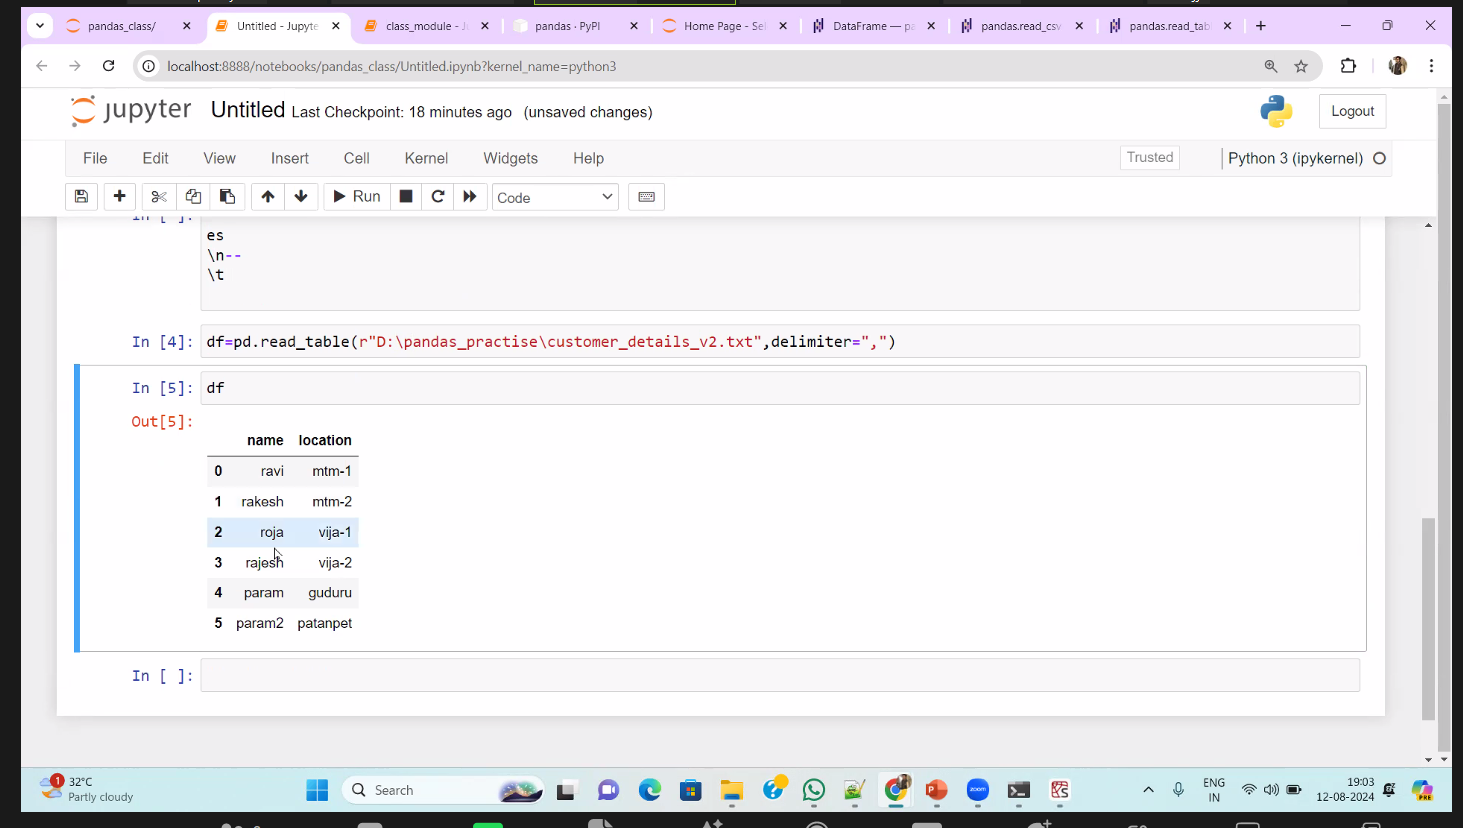 pandas_class/
Untitled - Jupyte
class_module - J
pandas · PyPI
Home Page - Sel
DataFrame — pa
pandas.read_csv
pandas.read_tab
localhost:8888/notebooks/pandas_class/Untitled.ipynb?kernel_name=python3
jupyter Untitled Last Checkpoint: 18 minutes ago (unsaved changes)
Logout
File Edit View Insert Cell Kernel Widgets Help
Trusted
Python 3 (ipykernel)
Run
Code
In [ ]:
es
\n--
\t
In [4]: df=pd.read_table(r"D:\pandas_practise\customer_details_v2.txt",delimiter=",")
In [5]: df
Out[5]:
name location
0 ravi mtm-1
1 rakesh mtm-2
2 roja vija-1
3 rajesh vija-2
4 param guduru
5 param2 patanpet
In [ ]:
1
32°C
Partly cloudy
Search
zoom
ENG
IN
19:03
12-08-2024
PRE